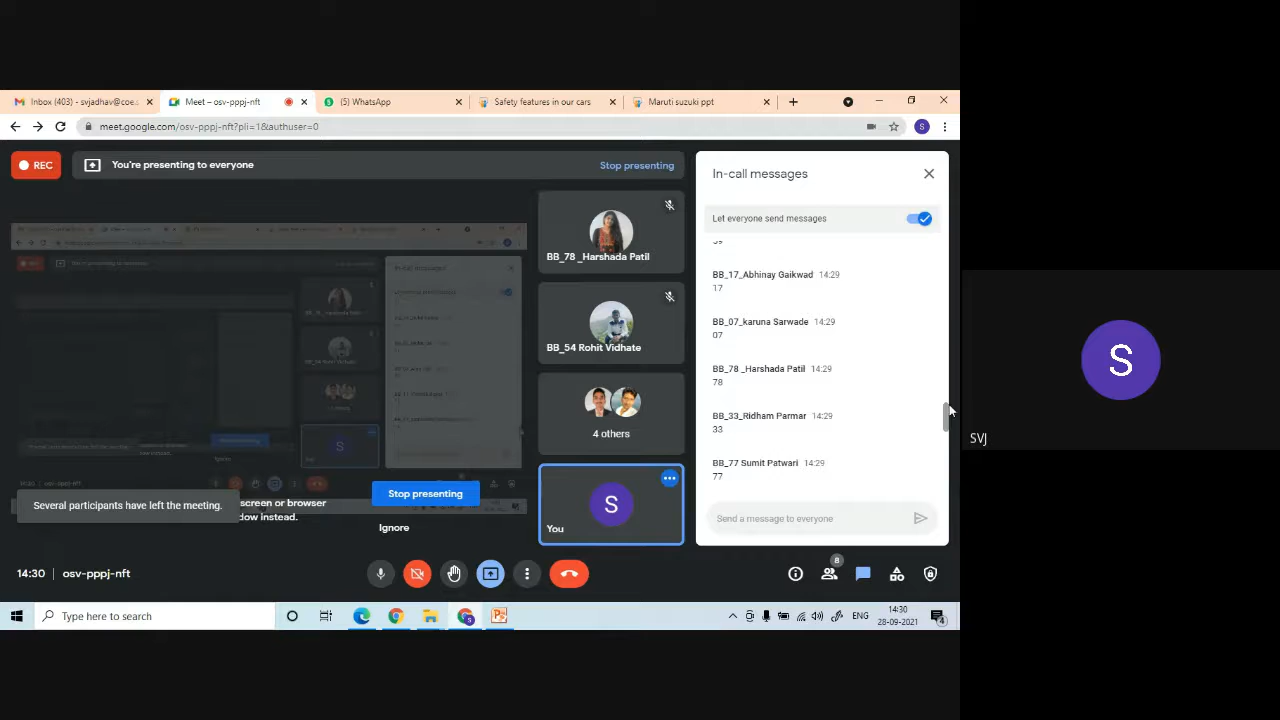 Inbox (403) - svjadhav@coe
Meet – osv-pppj-nft
(5) WhatsApp
Safety features in our cars
Maruti suzuki ppt
meet.google.com/osv-pppj-nft?pli=1&authuser=0
REC
You're presenting to everyone
Stop presenting
In-call messages
Let everyone send messages
BB_17_Abhinay Gaikwad 14:29
17
BB_07_karuna Sarwade 14:29
07
BB_78 _Harshada Patil 14:29
78
BB_33_Ridham Parmar 14:29
33
BB_77 Sumit Patwari 14:29
77
Send a message to everyone
BB_78 _Harshada Patil
BB_54 Rohit Vidhate
4 others
S
You
Several participants have left the meeting.
screen or browser
dow instead.
Stop presenting
Ignore
14:30 | osv-pppj-nft
8
Type here to search
ENG
14:30
28-09-2021
4
S
SVJ